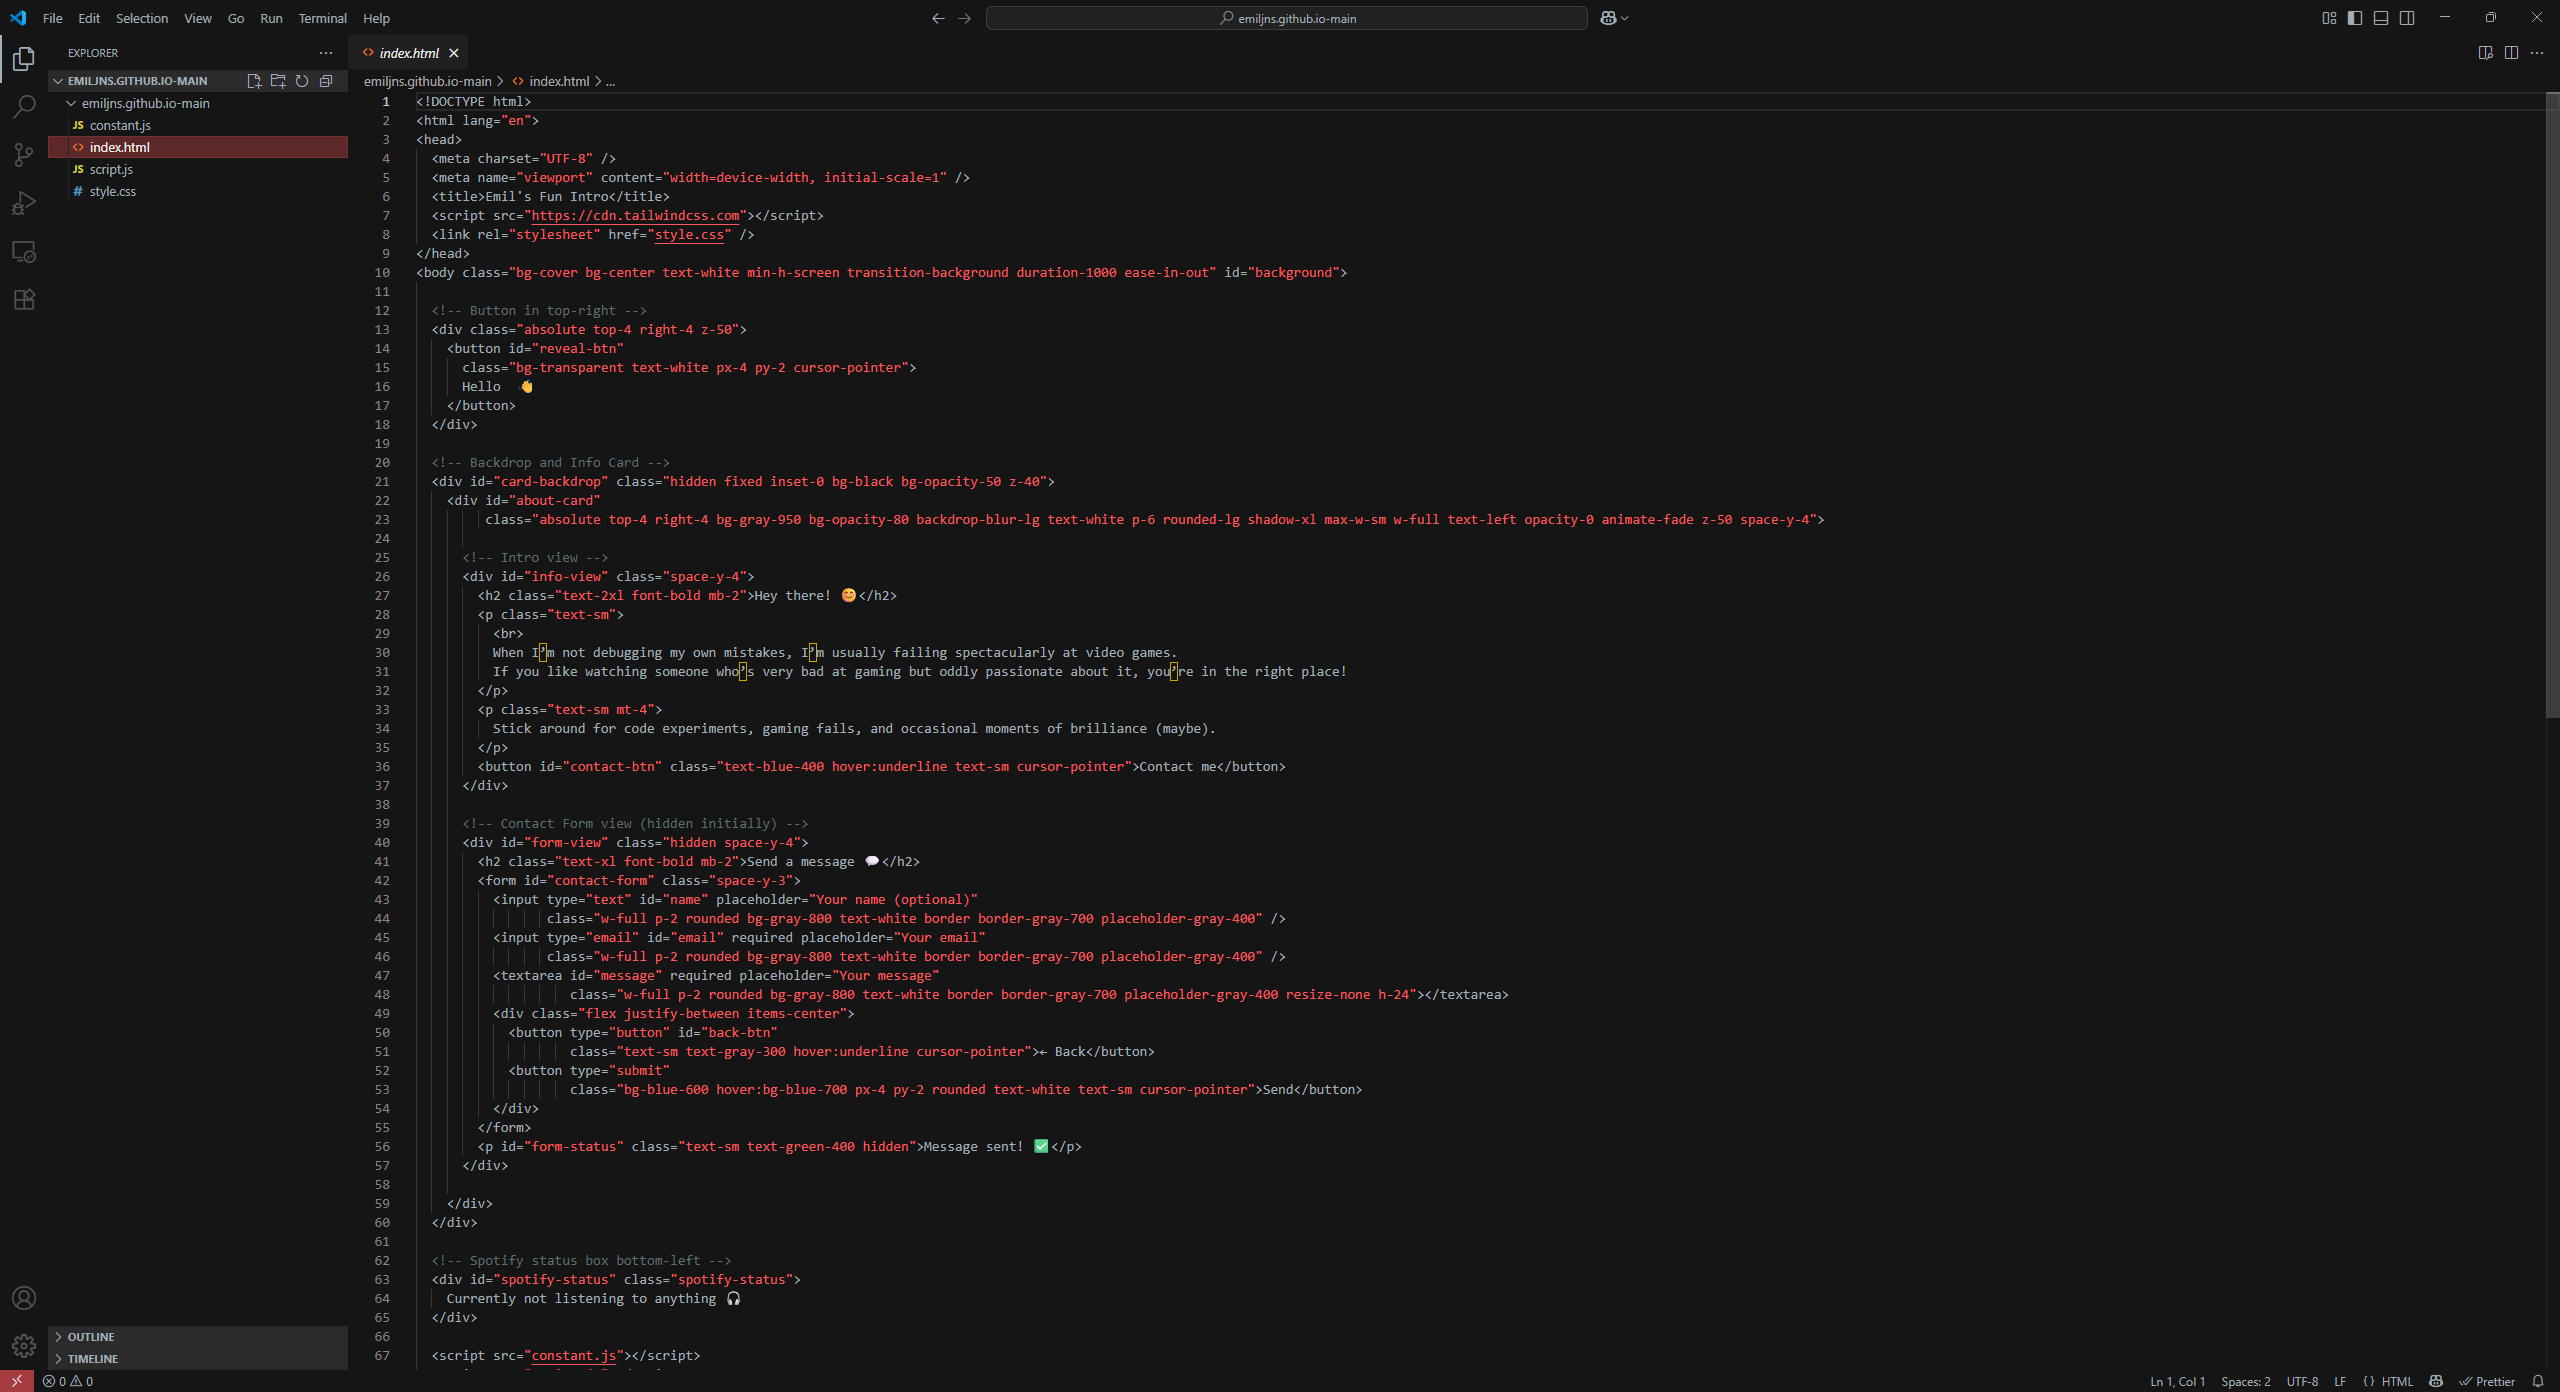 File Edit Selection View Go Run Terminal Help
emiljns.github.io-main
EXPLORER
EMILJNS.GITHUB.IO-MAIN
emiljns.github.io-main
JS constant.js
<> index.html
JS script.js
# style.css
OUTLINE
TIMELINE
<> index.html
emiljns.github.io-main > <> index.html > ...
1 <!DOCTYPE html>
2 <html lang="en">
3 <head>
4 <meta charset="UTF-8" />
5 <meta name="viewport" content="width=device-width, initial-scale=1" />
6 <title>Emil's Fun Intro</title>
7 <script src="https://cdn.tailwindcss.com"></script>
8 <link rel="stylesheet" href="style.css" />
9 </head>
10 <body class="bg-cover bg-center text-white min-h-screen transition-background duration-1000 ease-in-out" id="background">
11
12 <!-- Button in top-right -->
13 <div class="absolute top-4 right-4 z-50">
14 <button id="reveal-btn"
15 class="bg-transparent text-white px-4 py-2 cursor-pointer">
16 Hello 👋
17 </button>
18 </div>
19
20 <!-- Backdrop and Info Card -->
21 <div id="card-backdrop" class="hidden fixed inset-0 bg-black bg-opacity-50 z-40">
22 <div id="about-card"
23 class="absolute top-4 right-4 bg-gray-950 bg-opacity-80 backdrop-blur-lg text-white p-6 rounded-lg shadow-xl max-w-sm w-full text-left opacity-0 animate-fade z-50 space-y-4">
24
25 <!-- Intro view -->
26 <div id="info-view" class="space-y-4">
27 <h2 class="text-2xl font-bold mb-2">Hey there! 😊</h2>
28 <p class="text-sm">
29 <br>
30 When I’m not debugging my own mistakes, I’m usually failing spectacularly at video games.
31 If you like watching someone who’s very bad at gaming but oddly passionate about it, you’re in the right place!
32 </p>
33 <p class="text-sm mt-4">
34 Stick around for code experiments, gaming fails, and occasional moments of brilliance (maybe).
35 </p>
36 <button id="contact-btn" class="text-blue-400 hover:underline text-sm cursor-pointer">Contact me</button>
37 </div>
38
39 <!-- Contact Form view (hidden initially) -->
40 <div id="form-view" class="hidden space-y-4">
41 <h2 class="text-xl font-bold mb-2">Send a message 💬</h2>
42 <form id="contact-form" class="space-y-3">
43 <input type="text" id="name" placeholder="Your name (optional)"
44 class="w-full p-2 rounded bg-gray-800 text-white border border-gray-700 placeholder-gray-400" />
45 <input type="email" id="email" required placeholder="Your email"
46 class="w-full p-2 rounded bg-gray-800 text-white border border-gray-700 placeholder-gray-400" />
47 <textarea id="message" required placeholder="Your message"
48 class="w-full p-2 rounded bg-gray-800 text-white border border-gray-700 placeholder-gray-400 resize-none h-24"></textarea>
49 <div class="flex justify-between items-center">
50 <button type="button" id="back-btn"
51 class="text-sm text-gray-300 hover:underline cursor-pointer">← Back</button>
52 <button type="submit"
53 class="bg-blue-600 hover:bg-blue-700 px-4 py-2 rounded text-white text-sm cursor-pointer">Send</button>
54 </div>
55 </form>
56 <p id="form-status" class="text-sm text-green-400 hidden">Message sent! ✅</p>
57 </div>
58
59 </div>
60 </div>
61
62 <!-- Spotify status box bottom-left -->
63 <div id="spotify-status" class="spotify-status">
64 Currently not listening to anything 🎧
65 </div>
66
67 <script src="constant.js"></script>
0 0
Ln 1, Col 1 Spaces: 2 UTF-8 LF {} HTML Prettier